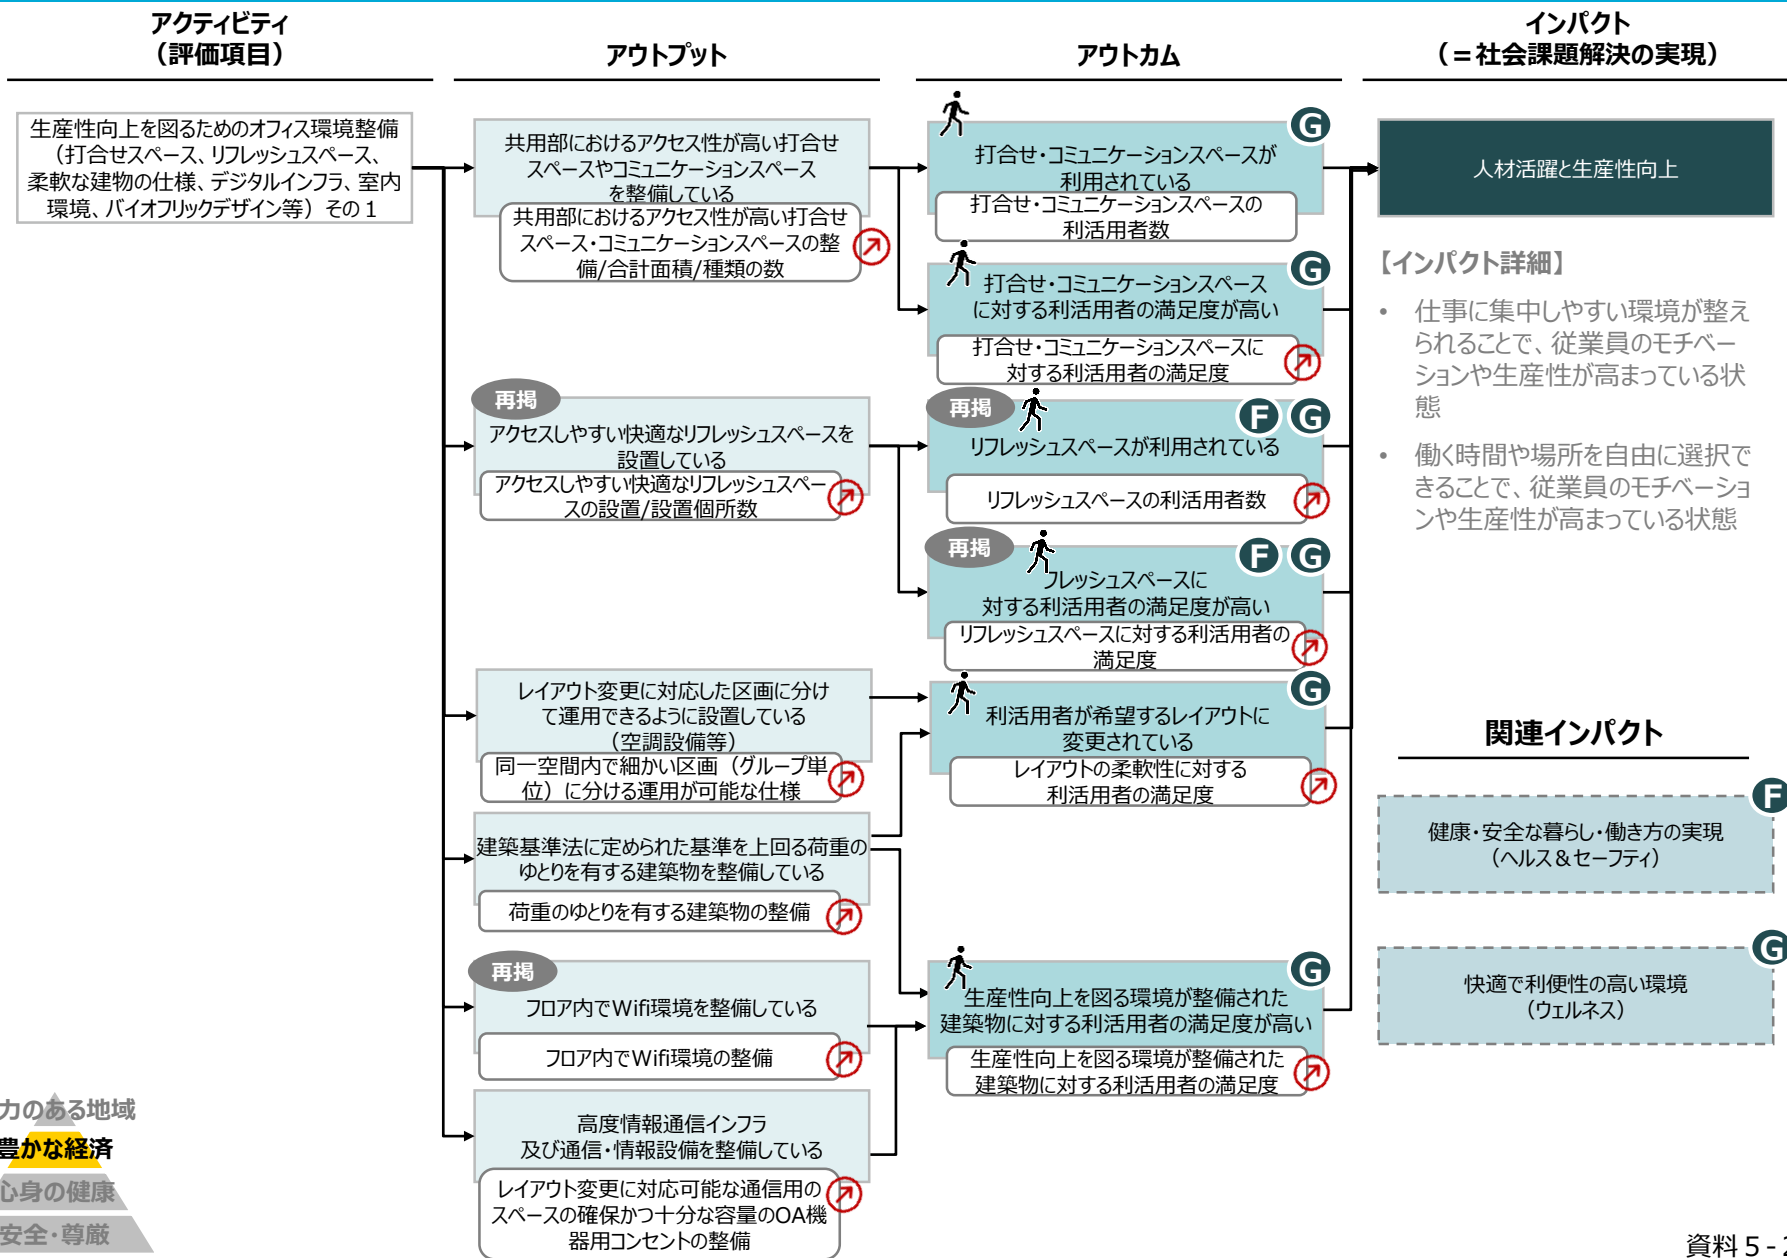 アクティビティ
（評価項目）
アウトプット
アウトカム
インパクト
（＝社会課題解決の実現）
生産性向上を図るためのオフィス環境整備
（打合せスペース、リフレッシュスペース、
柔軟な建物の仕様、デジタルインフラ、室内
環境、バイオフリックデザイン等）その１
共用部におけるアクセス性が高い打合せ
スペースやコミュニケーションスペース
を整備している
共用部におけるアクセス性が高い打合せ
スペース・コミュニケーションスペースの整
備/合計面積/種類の数
再掲
アクセスしやすい快適なリフレッシュスペースを
設置している
アクセスしやすい快適なリフレッシュスペー
スの設置/設置個所数
レイアウト変更に対応した区画に分け
て運用できるように設置している
（空調設備等）
同一空間内で細かい区画（グループ単
位）に分ける運用が可能な仕様
建築基準法に定められた基準を上回る荷重の
ゆとりを有する建築物を整備している
荷重のゆとりを有する建築物の整備
再掲
フロア内でWifi環境を整備している
フロア内でWifi環境の整備
高度情報通信インフラ
及び通信・情報設備を整備している
レイアウト変更に対応可能な通信用の
スペースの確保かつ十分な容量のOA機
器用コンセントの整備
G
打合せ・コミュニケーションスペースが
利用されている
打合せ・コミュニケーションスペースの
利活用者数
G
打合せ・コミュニケーションスペース
に対する利活用者の満足度が高い
打合せ・コミュニケーションスペースに
対する利活用者の満足度
再掲
F G
リフレッシュスペースが利用されている
リフレッシュスペースの利活用者数
再掲
F G
フレッシュスペースに
対する利活用者の満足度が高い
リフレッシュスペースに対する利活用者の
満足度
G
利活用者が希望するレイアウトに
変更されている
レイアウトの柔軟性に対する
利活用者の満足度
G
生産性向上を図る環境が整備された
建築物に対する利活用者の満足度が高い
生産性向上を図る環境が整備された
建築物に対する利活用者の満足度
人材活躍と生産性向上
【インパクト詳細】
• 仕事に集中しやすい環境が整え
られることで、従業員のモチベー
ションや生産性が高まっている状
態
• 働く時間や場所を自由に選択で
きることで、従業員のモチベーショ
ンや生産性が高まっている状態
関連インパクト
F
健康・安全な暮らし・働き方の実現
（ヘルス＆セーフティ）
G
快適で利便性の高い環境
（ウェルネス）
力のある地域
豊かな経済
心身の健康
安全・尊厳
資料５-